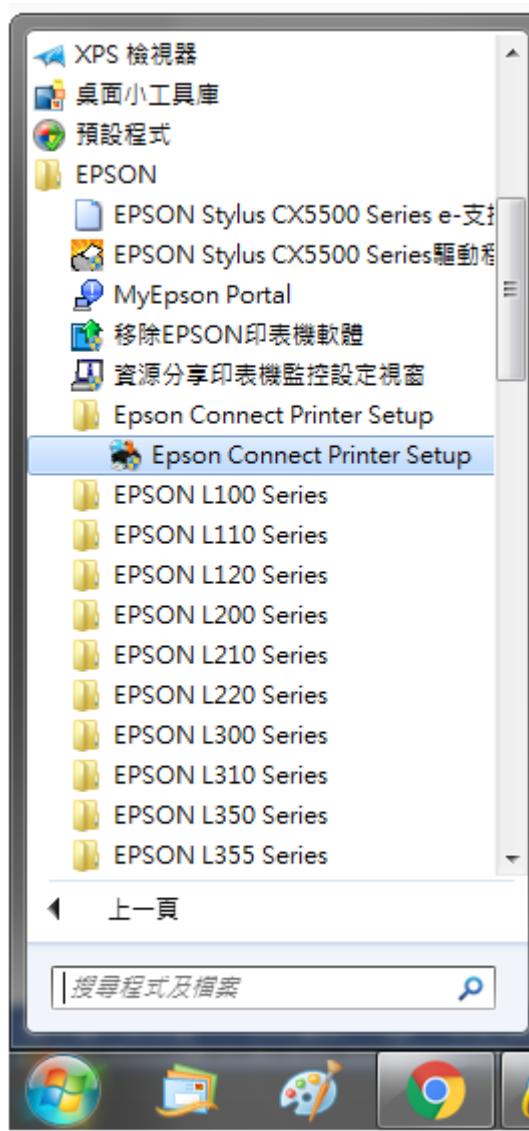 XPS 檢視器
桌面小工具庫
預設程式
EPSON
EPSON Stylus CX5500 Series e-支
EPSON Stylus CX5500 Series驅動程
MyEpson Portal
移除EPSON印表機軟體
資源分享印表機監控設定視窗
Epson Connect Printer Setup
Epson Connect Printer Setup
EPSON L100 Series
EPSON L110 Series
EPSON L120 Series
EPSON L200 Series
EPSON L210 Series
EPSON L220 Series
EPSON L300 Series
EPSON L310 Series
EPSON L350 Series
EPSON L355 Series
上一頁
搜尋程式及檔案